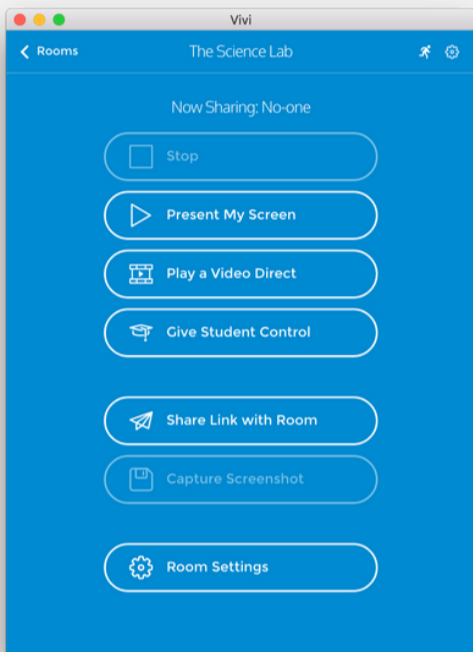 Vivi
Rooms
The Science Lab
Now Sharing: No-one
Stop
Present My Screen
Play a Video Direct
Give Student Control
Share Link with Room
Capture Screenshot
Room Settings